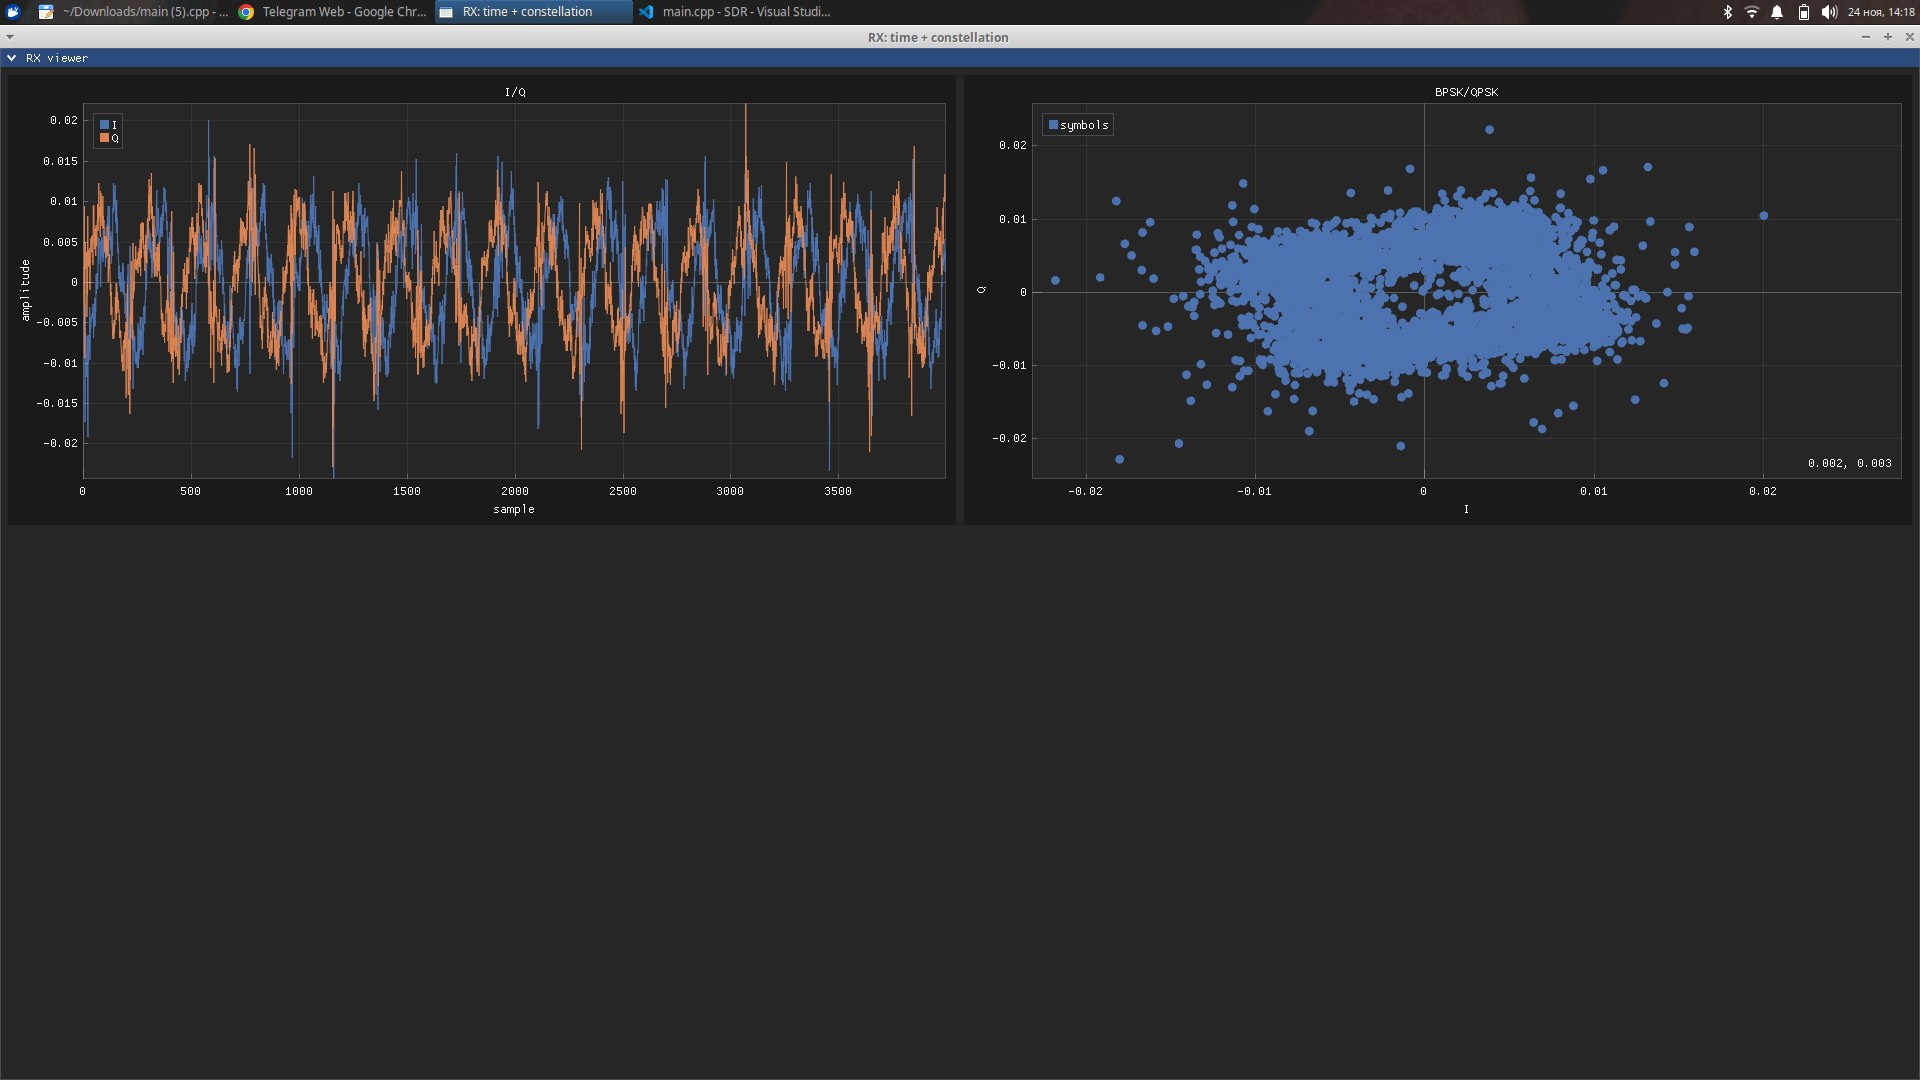 ~/Downloads/main (5).cpp - ...
Telegram Web - Google Chr...
RX: time + constellation
main.cpp - SDR - Visual Studi...
24 ноя, 14:18
RX: time + constellation
RX viewer
I/Q
I
Q
0.02
0.015
0.01
0.005
0
-0.005
-0.01
-0.015
-0.02
amplitude
0 500 1000 1500 2000 2500 3000 3500
sample
BPSK/QPSK
symbols
0.02
0.01
0
-0.01
-0.02
Q
0.002, 0.003
-0.02 -0.01 0 0.01 0.02
I